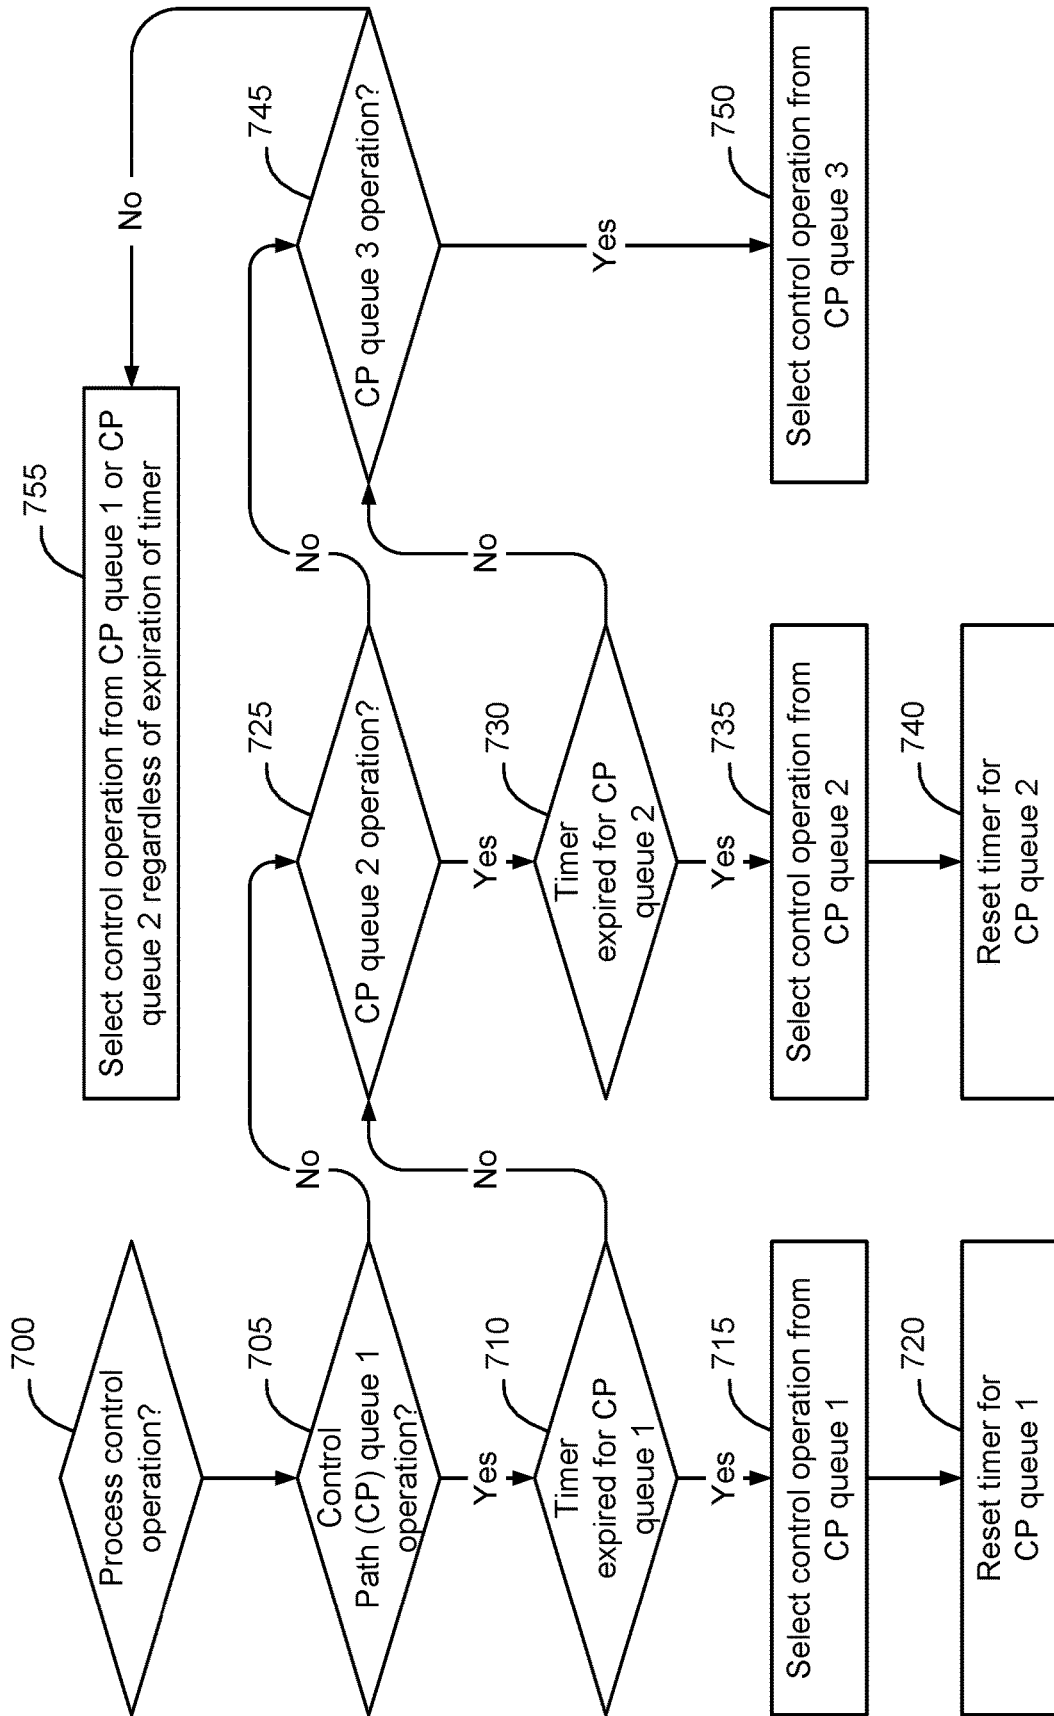 Process control
operation?
700
Control
Path (CP) queue 1
operation?
705
No
Yes
Timer
expired for CP
queue 1
710
No
Yes
Select control operation from
CP queue 1
715
Reset timer for
CP queue 1
720
CP queue 2 operation?
725
No
Yes
Timer
expired for CP
queue 2
730
No
Yes
Select control operation from
CP queue 2
735
Reset timer for
CP queue 2
740
CP queue 3 operation?
745
No
Yes
Select control operation from
CP queue 3
750
Select control operation from CP queue 1 or CP
queue 2 regardless of expiration of timer
755